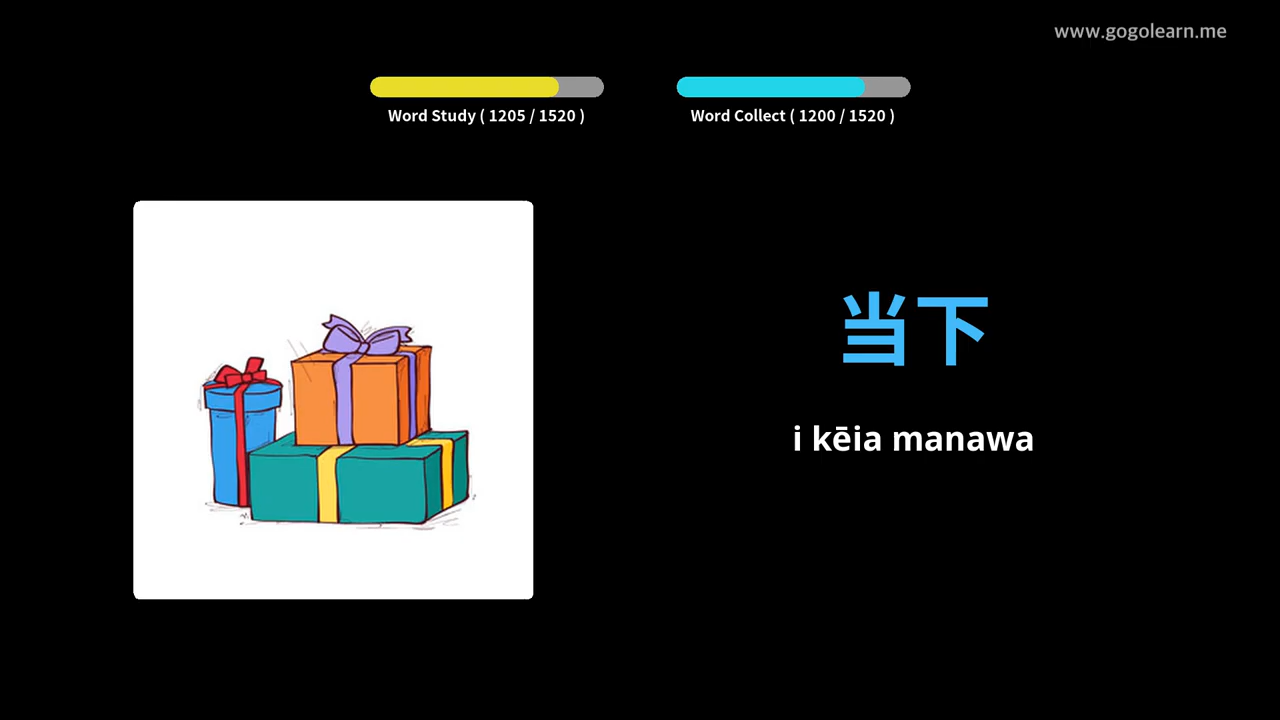 www.gogolearn.me
Word Study ( 1205 / 1520 )
Word Collect ( 1200 / 1520 )
当下
i kēia manawa